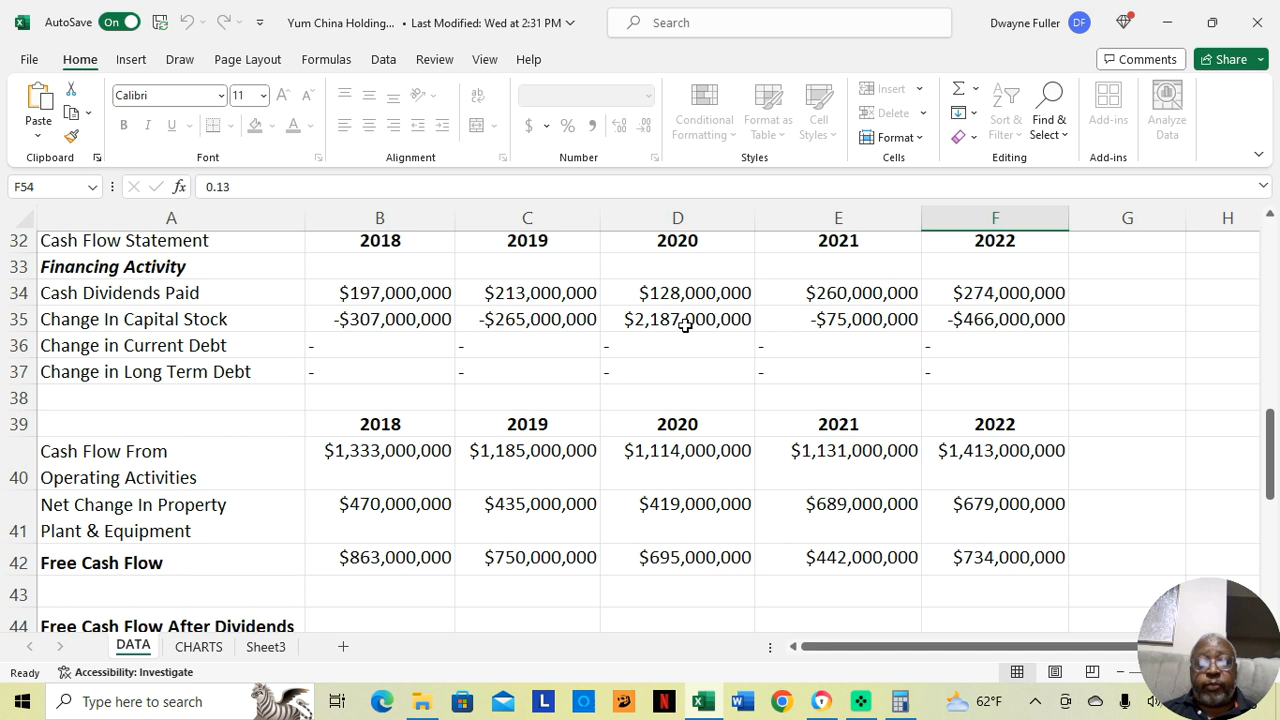 AutoSave On Yum China Holding... • Last Modified: Wed at 2:31 PM Search Dwayne Fuller DF
File Home Insert Draw Page Layout Formulas Data Review View Help Comments Share
Paste Calibri 11 Conditional Formatting Format as Table Cell Styles Insert Delete Format Sort & Filter Find & Select Add-ins Analyze Data
Clipboard Font Alignment Number Styles Cells Editing Add-ins
F54 fx 0.13
A B C D E F G H
32 Cash Flow Statement 2018 2019 2020 2021 2022
33 Financing Activity
34 Cash Dividends Paid $197,000,000 $213,000,000 $128,000,000 $260,000,000 $274,000,000
35 Change In Capital Stock -$307,000,000 -$265,000,000 $2,187,000,000 -$75,000,000 -$466,000,000
36 Change in Current Debt - - - - -
37 Change in Long Term Debt - - - - -
38
39 2018 2019 2020 2021 2022
Cash Flow From $1,333,000,000 $1,185,000,000 $1,114,000,000 $1,131,000,000 $1,413,000,000
40 Operating Activities
Net Change In Property $470,000,000 $435,000,000 $419,000,000 $689,000,000 $679,000,000
41 Plant & Equipment
42 Free Cash Flow $863,000,000 $750,000,000 $695,000,000 $442,000,000 $734,000,000
43
44 Free Cash Flow After Dividends
DATA CHARTS Sheet3
Ready Accessibility: Investigate
Type here to search 62°F